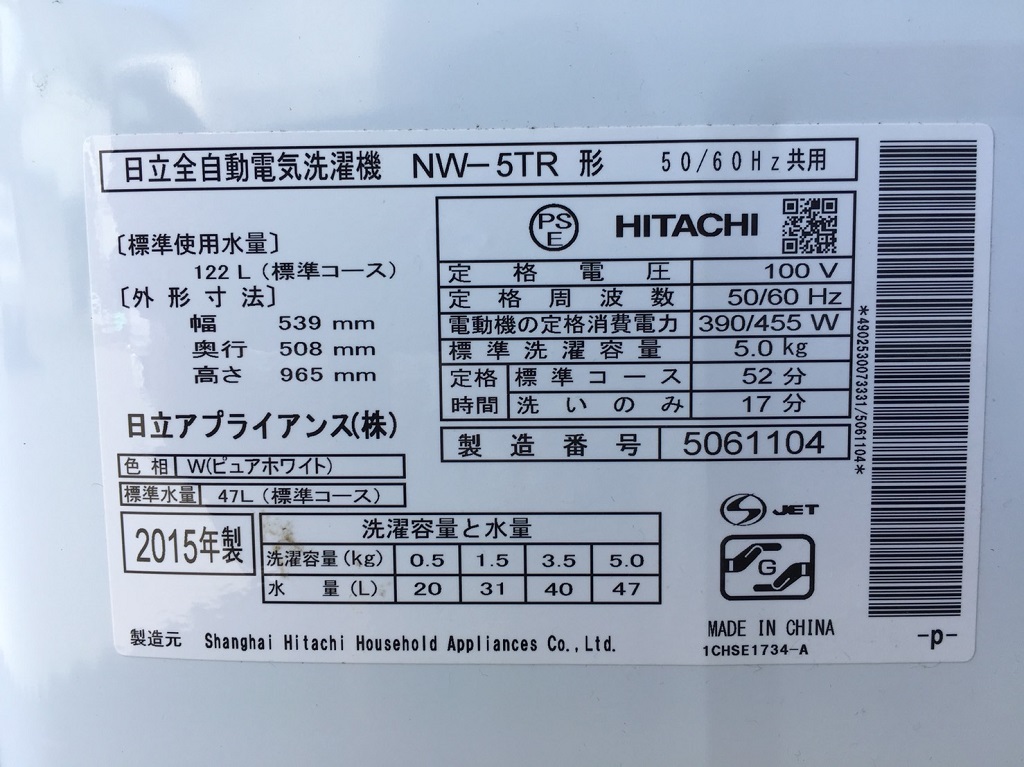 日立全自動電気洗濯機 NW-5TR 形 50/60Hz共用
〔標準使用水量〕
122 L (標準コース)
〔外形寸法〕
幅 539 mm
奥行 508 mm
高さ 965 mm
日立アプライアンス(株)
色相 W(ピュアホワイト)
標準水量 47L (標準コース)
PS E HITACHI
定格電圧 100 V
定格周波数 50/60 Hz
電動機の定格消費電力 390/455 W
標準洗濯容量 5.0 kg
定格時間 標準コース 52 分
洗いのみ 17 分
製造番号 5061104
2015年製
洗濯容量と水量
洗濯容量(kg) 0.5 1.5 3.5 5.0
水量(L) 20 31 40 47
製造元 Shanghai Hitachi Household Appliances Co.,Ltd.
JET
G
MADE IN CHINA
1CHSE1734-A
*4902530073331/5061104*
-p-